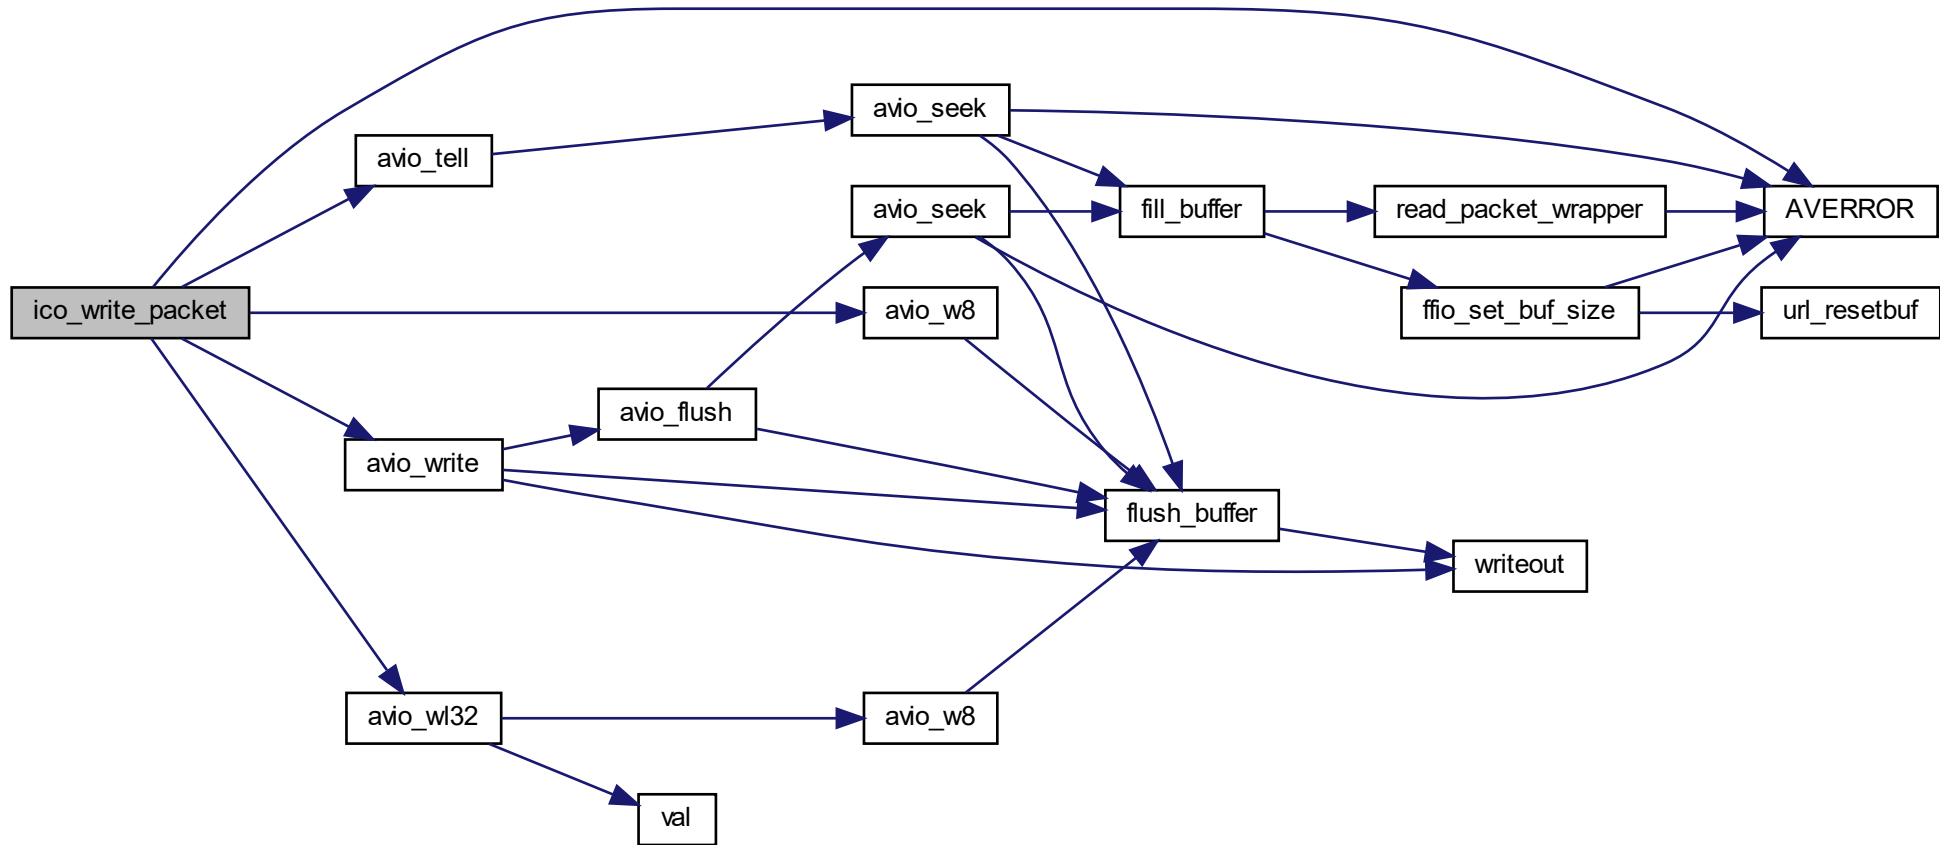 avio_seek
avio_tell
avio_seek
fill_buffer
read_packet_wrapper
AVERROR
ico_write_packet
avio_w8
ffio_set_buf_size
url_resetbuf
avio_flush
avio_write
flush_buffer
writeout
avio_wl32
avio_w8
val